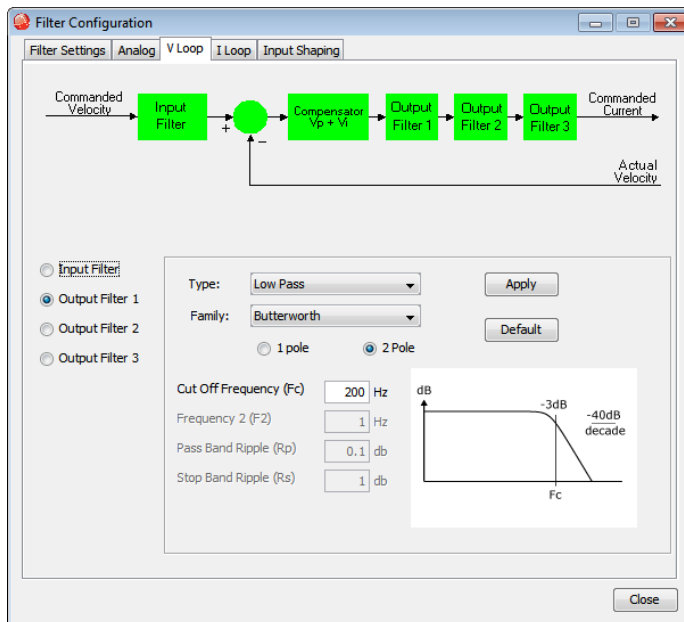 Filter Configuration
Filter Settings Analog V Loop I Loop Input Shaping
Commanded
Velocity
Input
Filter
+
−
Compensator
Vp + Vi
Output
Filter 1
Output
Filter 2
Output
Filter 3
Commanded
Current
Actual
Velocity
Input Filter
Output Filter 1
Output Filter 2
Output Filter 3
Type: Low Pass Apply
Family: Butterworth Default
1 pole 2 Pole
Cut Off Frequency (Fc) 200 Hz
Frequency 2 (F2) 1 Hz
Pass Band Ripple (Rp) 0.1 db
Stop Band Ripple (Rs) 1 db
dB
-3dB
-40dB
decade
Fc
Close